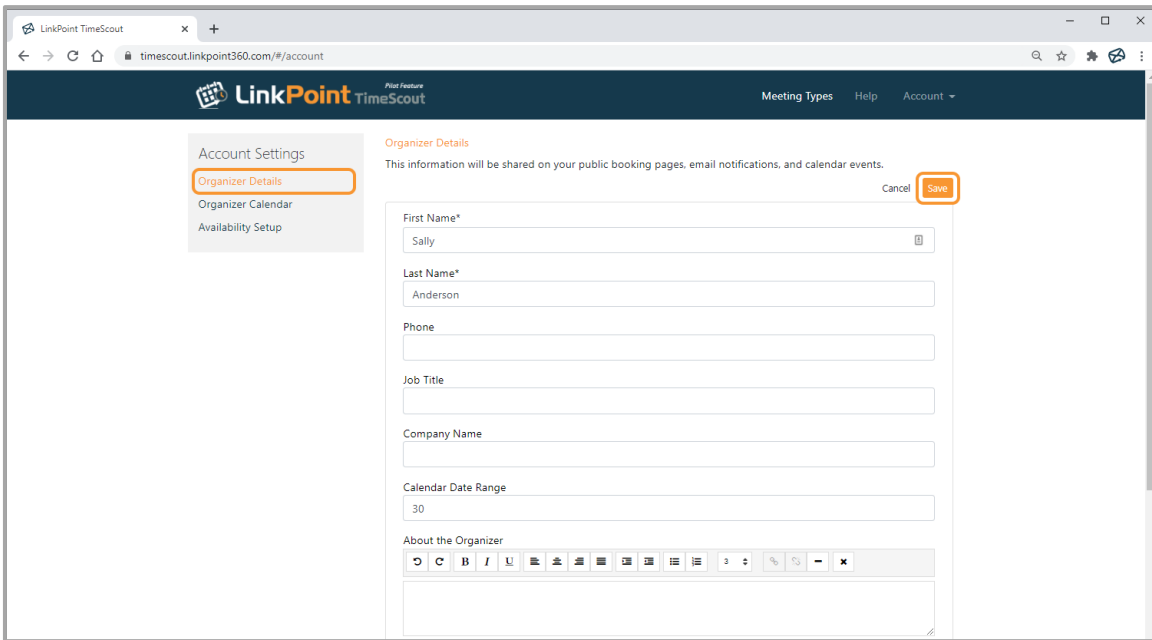 LinkPoint TimeScout
timescout.linkpoint360.com/#/account
LinkPoint TimeScout
Pilot Feature
Meeting Types Help Account
Account Settings
Organizer Details
Organizer Calendar
Availability Setup
Organizer Details
This information will be shared on your public booking pages, email notifications, and calendar events.
Cancel Save
First Name*
Sally
Last Name*
Anderson
Phone
Job Title
Company Name
Calendar Date Range
30
About the Organizer
B I U 3